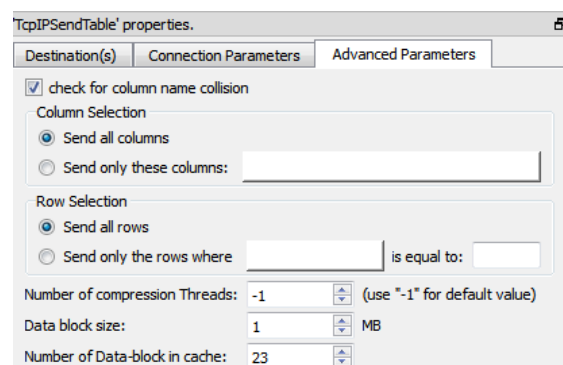 'TcpIPSendTable' properties.
Destination(s) Connection Parameters Advanced Parameters
check for column name collision
Column Selection
Send all columns
Send only these columns:
Row Selection
Send all rows
Send only the rows where is equal to:
Number of compression Threads: -1 (use "-1" for default value)
Data block size: 1 MB
Number of Data-block in cache: 23